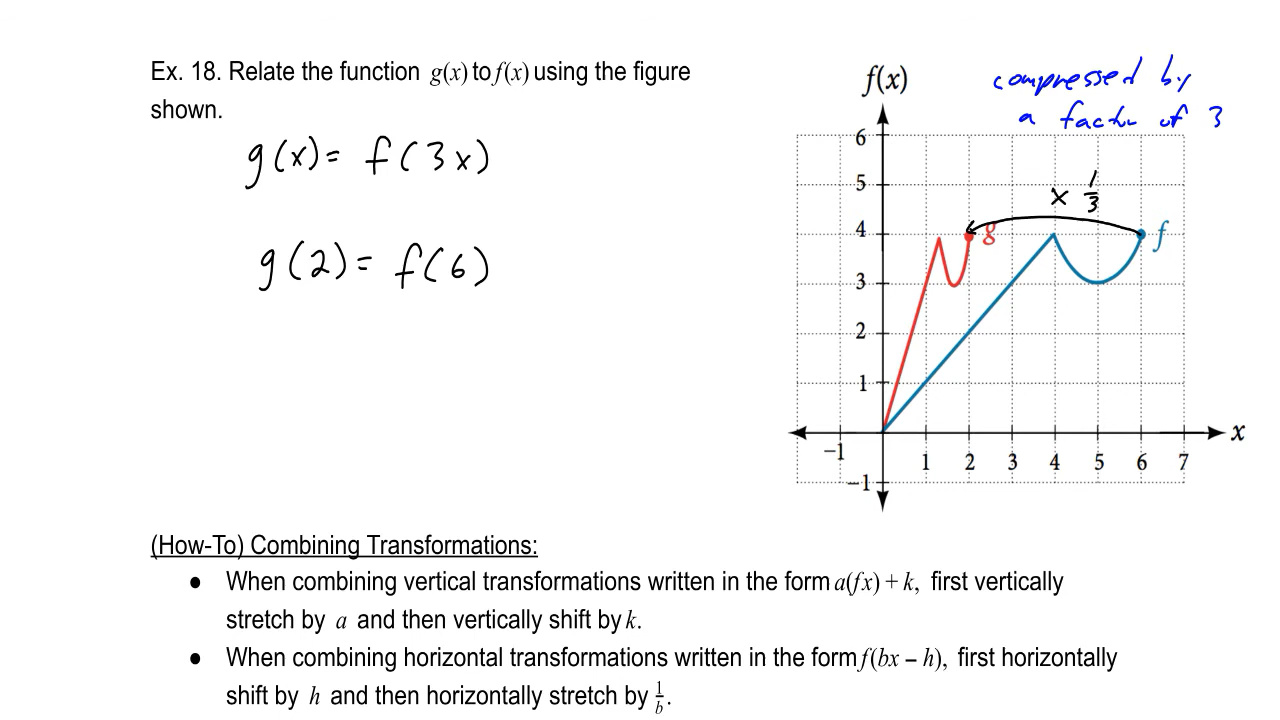 Ex. 18. Relate the function g(x) to f(x) using the figure
shown.
g(x) = f(3x)
g(2) = f(6)
compressed by
a factor of 3
f(x)
6
5
× 1/3
4
g
f
3
2
1
x
−1
1 2 3 4 5 6 7
−1
(How-To) Combining Transformations:
● When combining vertical transformations written in the form a(fx) + k, first vertically
stretch by a and then vertically shift by k.
● When combining horizontal transformations written in the form f(bx – h), first horizontally
shift by h and then horizontally stretch by 1/b.